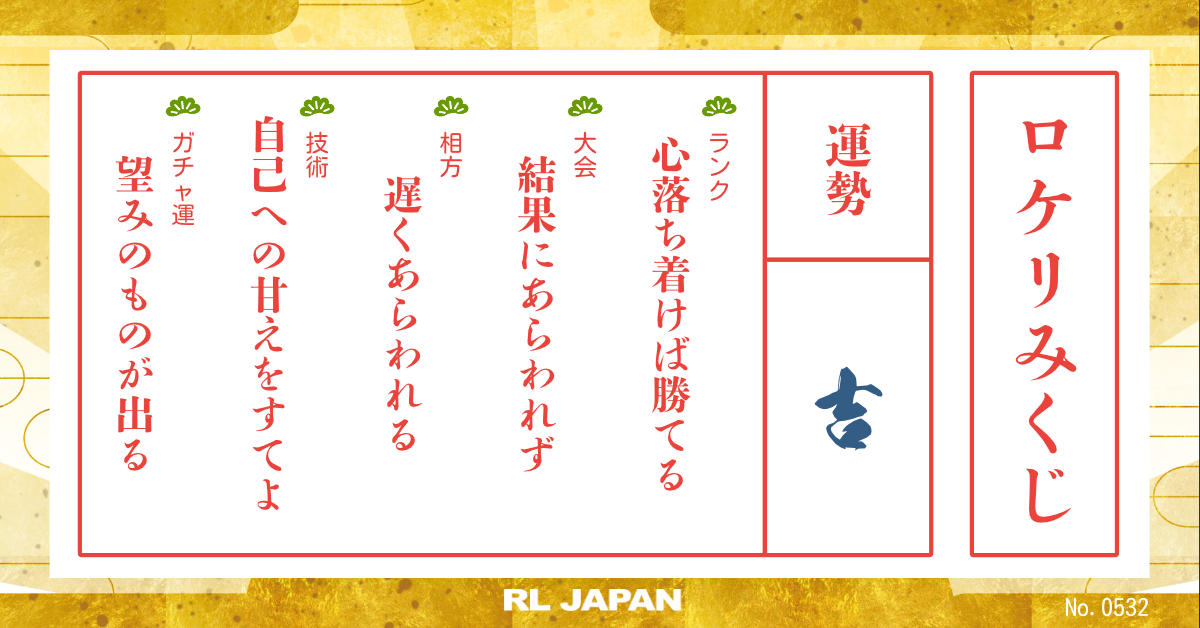 ロケリみくじ
運勢
吉
ランク
心落ち着けば勝てる
大会
結果にあらわれず
相方
遅くあらわれる
技術
自己への甘えをすてよ
ガチャ運
望みのものが出る
RL JAPAN
No. 0532